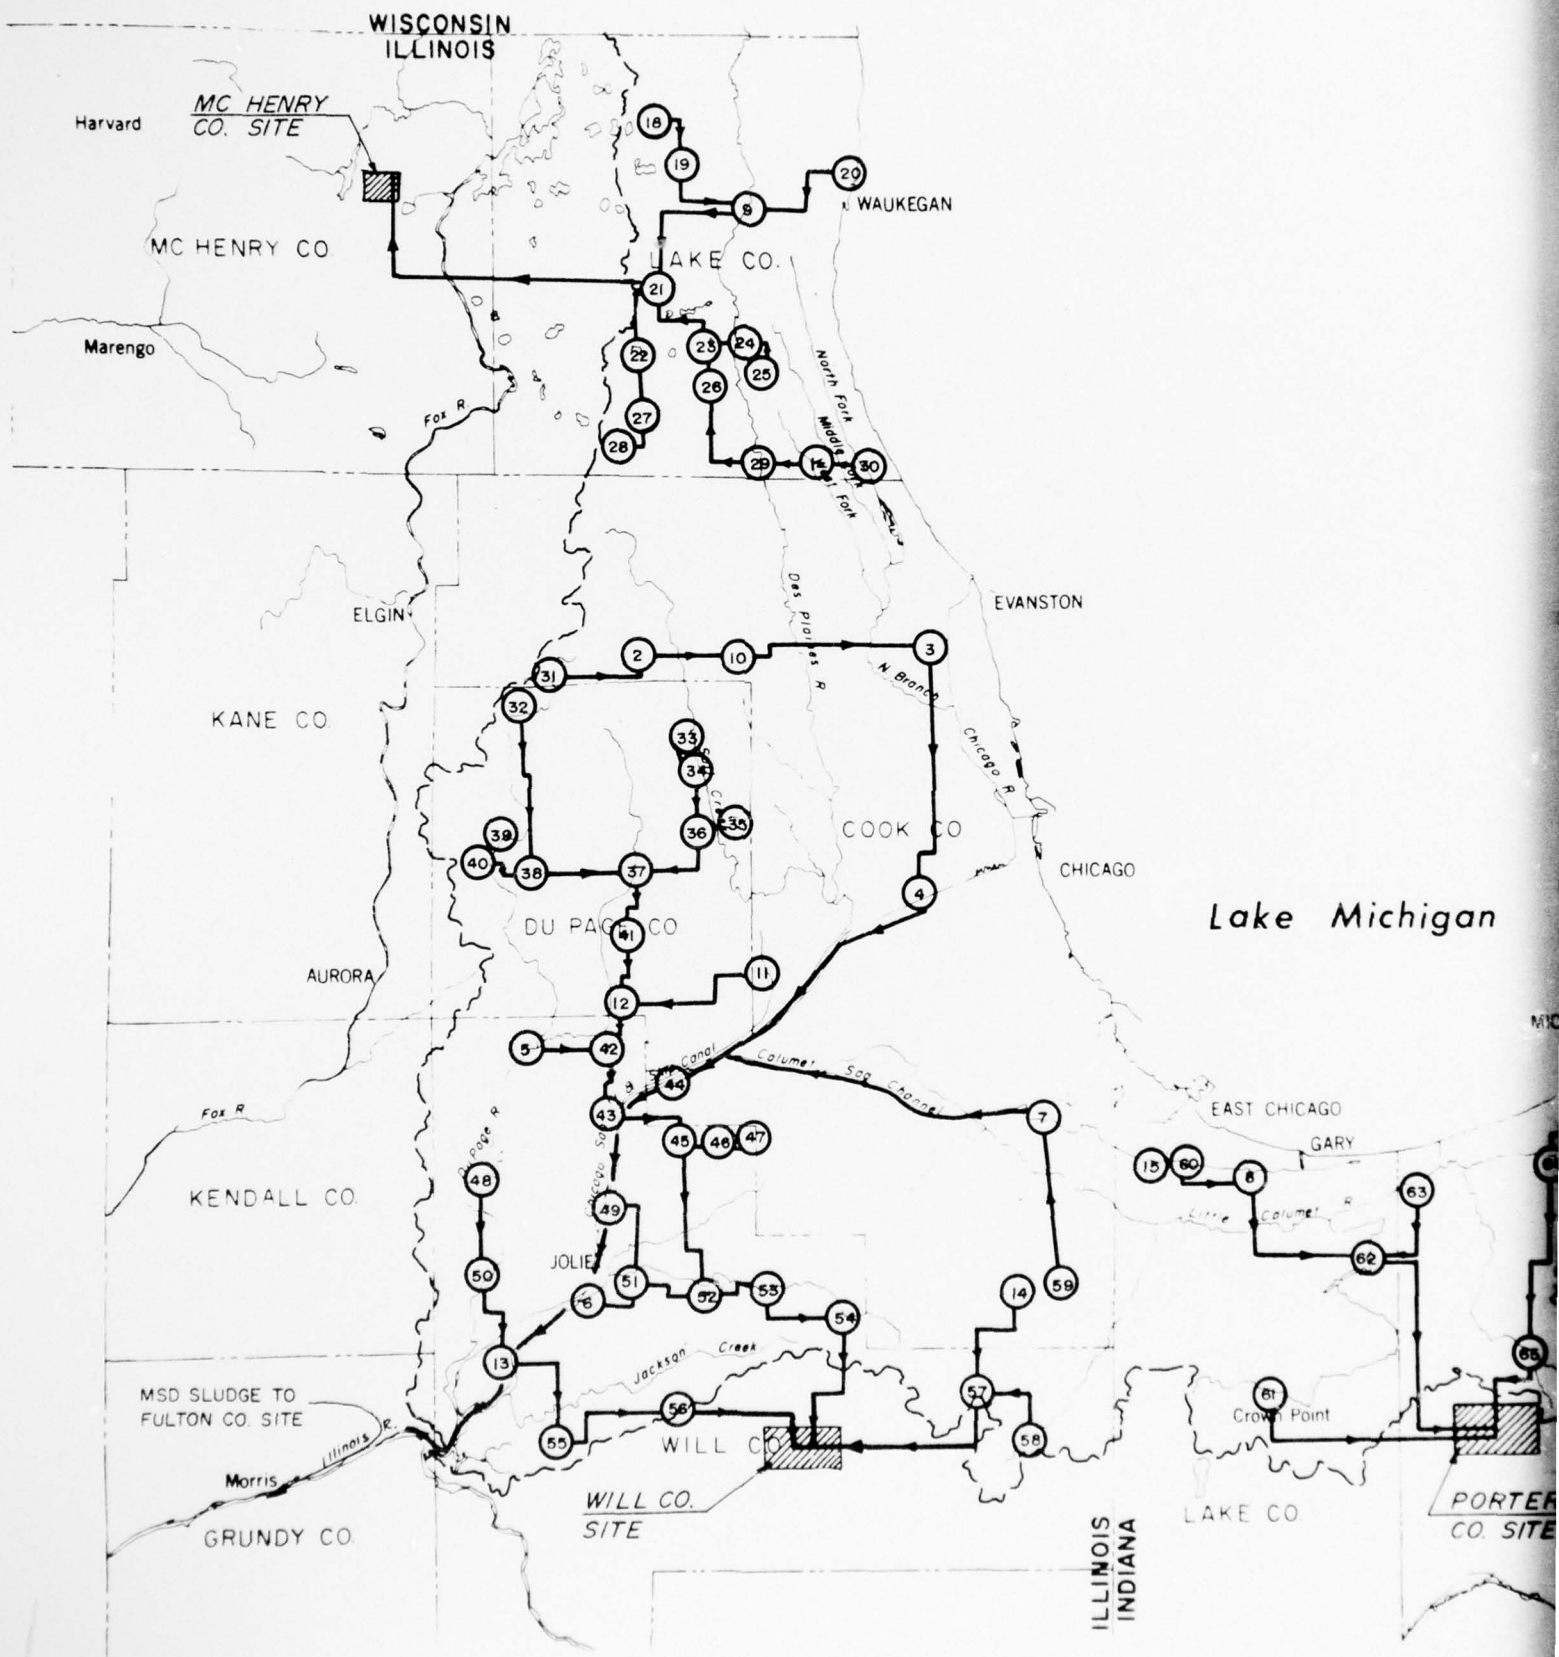 WISCONSIN
ILLINOIS
MC HENRY
CO. SITE
Harvard
18
19
20
9
WAUKEGAN
MC HENRY CO
LAKE CO.
21
Marengo
22
23
24
25
26
27
28
29
30
North Fork
Middle Fork
Fork
Fox R.
ELGIN
Des Plaines R
EVANSTON
2
10
3
31
32
N. Branch
KANE CO.
33
34
Chicago R
35
36
COOK CO
39
40
38
37
4
CHICAGO
DU PAGE CO
41
Lake Michigan
AURORA
11
12
5
42
Canal
Calumet Sag Channel
44
43
Fox R
7
EAST CHICAGO
GARY
45
46
47
DuPage R
48
15
60
8
63
KENDALL CO.
49
Little Calumet R
62
JOLIET
50
51
6
52
53
14
59
54
13
Jackson Creek
MSD SLUDGE TO
FULTON CO. SITE
57
61
Crown Point
56
55
58
WILL CO
Illinois R.
Morris
WILL CO.
SITE
GRUNDY CO.
LAKE CO.
PORTER
CO. SITE
ILLINOIS
INDIANA